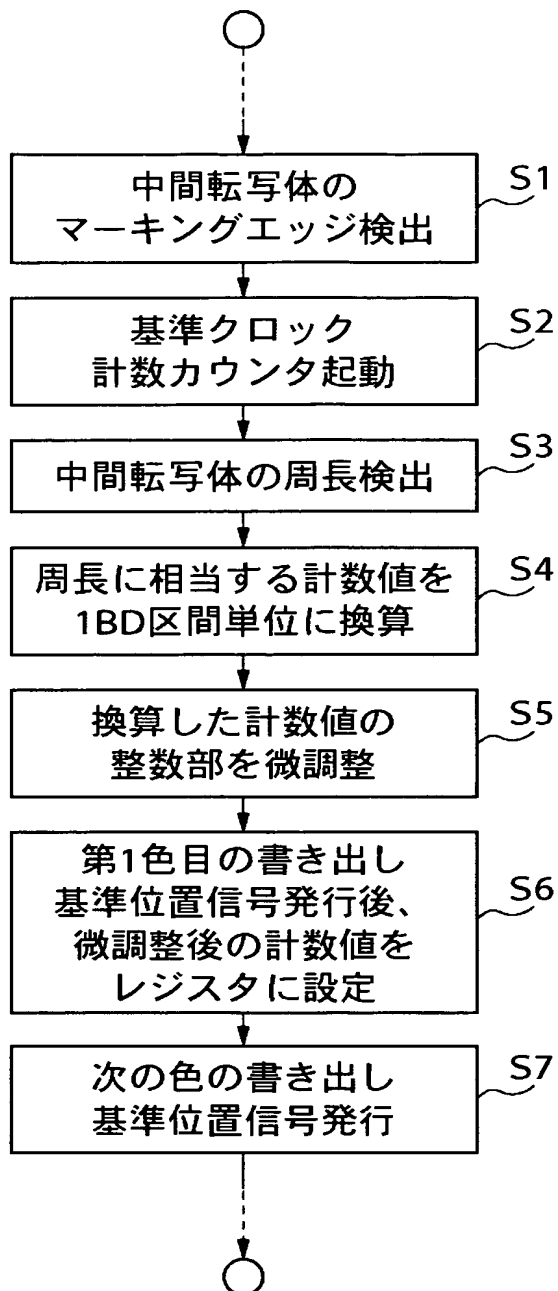 中間転写体の
マーキングエッジ検出
S1
基準クロック
計数カウンタ起動
S2
中間転写体の周長検出
S3
周長に相当する計数値を
1BD区間単位に換算
S4
換算した計数値の
整数部を微調整
S5
第1色目の書き出し
基準位置信号発行後、
微調整後の計数値を
レジスタに設定
S6
次の色の書き出し
基準位置信号発行
S7